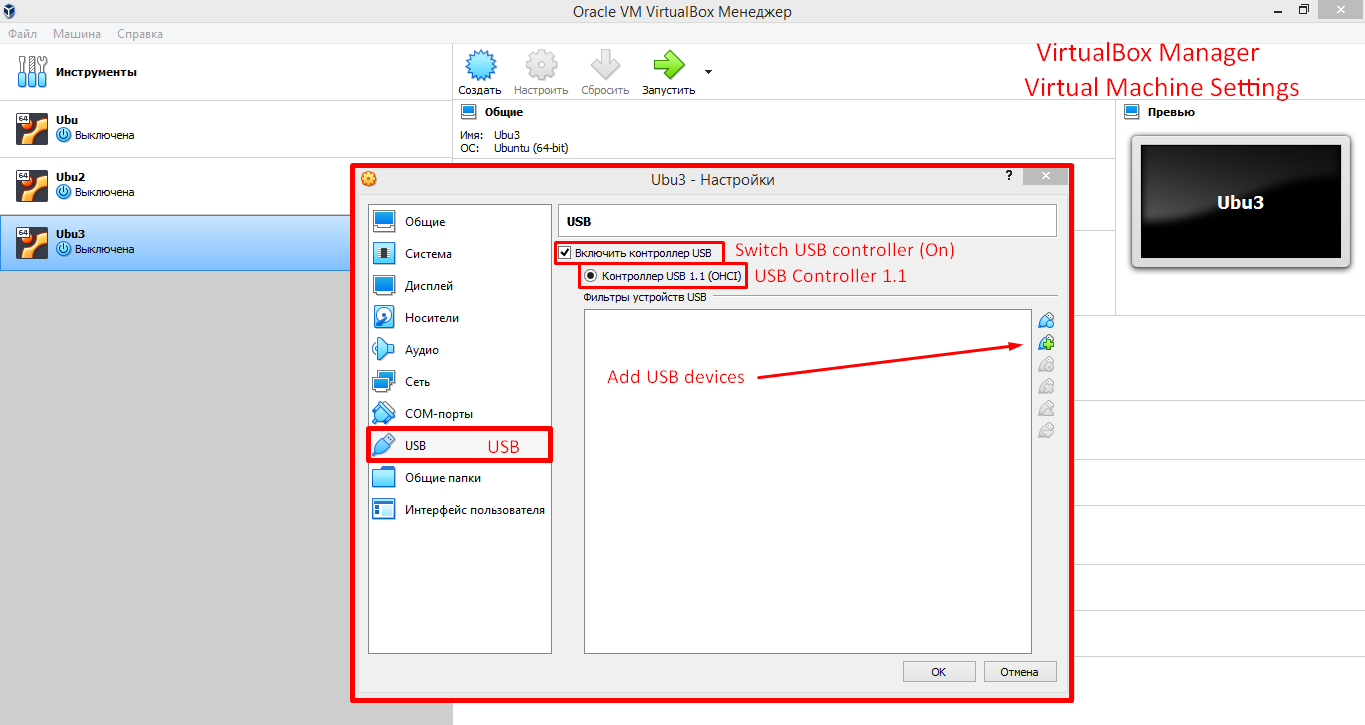 Oracle VM VirtualBox Менеджер
Файл Машина Справка
Инструменты
Создать Настроить Сбросить Запустить
VirtualBox Manager
Virtual Machine Settings
64 Ubu
Выключена
64 Ubu2
Выключена
64 Ubu3
Выключена
Общие
Имя: Ubu3
ОС: Ubuntu (64-bit)
Превью
Ubu3
Ubu3 - Настройки ?
Общие
Система
Дисплей
Носители
Аудио
Сеть
COM-порты
USB USB
Общие папки
Интерфейс пользователя
USB
Включить контроллер USB Switch USB controller (On)
Контроллер USB 1.1 (OHCI) USB Controller 1.1
Фильтры устройств USB
Add USB devices
OK Отмена